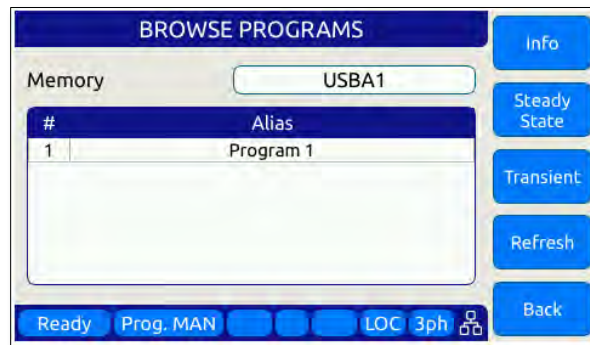 BROWSE PROGRAMS
Memory
USBA1
# Alias
1 Program 1
Ready Prog. MAN LOC 3ph
Info
Steady
State
Transient
Refresh
Back